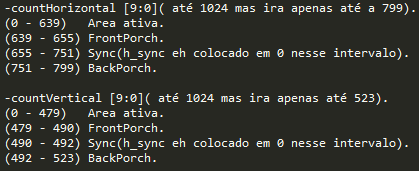 -countHorizontal [9:0]( até 1024 mas ira apenas até a 799).
(0 - 639)   Area ativa.
(639 - 655) FrontPorch.
(655 - 751) Sync(h_sync eh colocado em 0 nesse intervalo).
(751 - 799) BackPorch.

-countVertical [9:0]( até 1024 mas ira apenas até 523).
(0 - 479)   Area ativa.
(479 - 490) FrontPorch.
(490 - 492) Sync(h_sync eh colocado em 0 nesse intervalo).
(492 - 523) BackPorch.